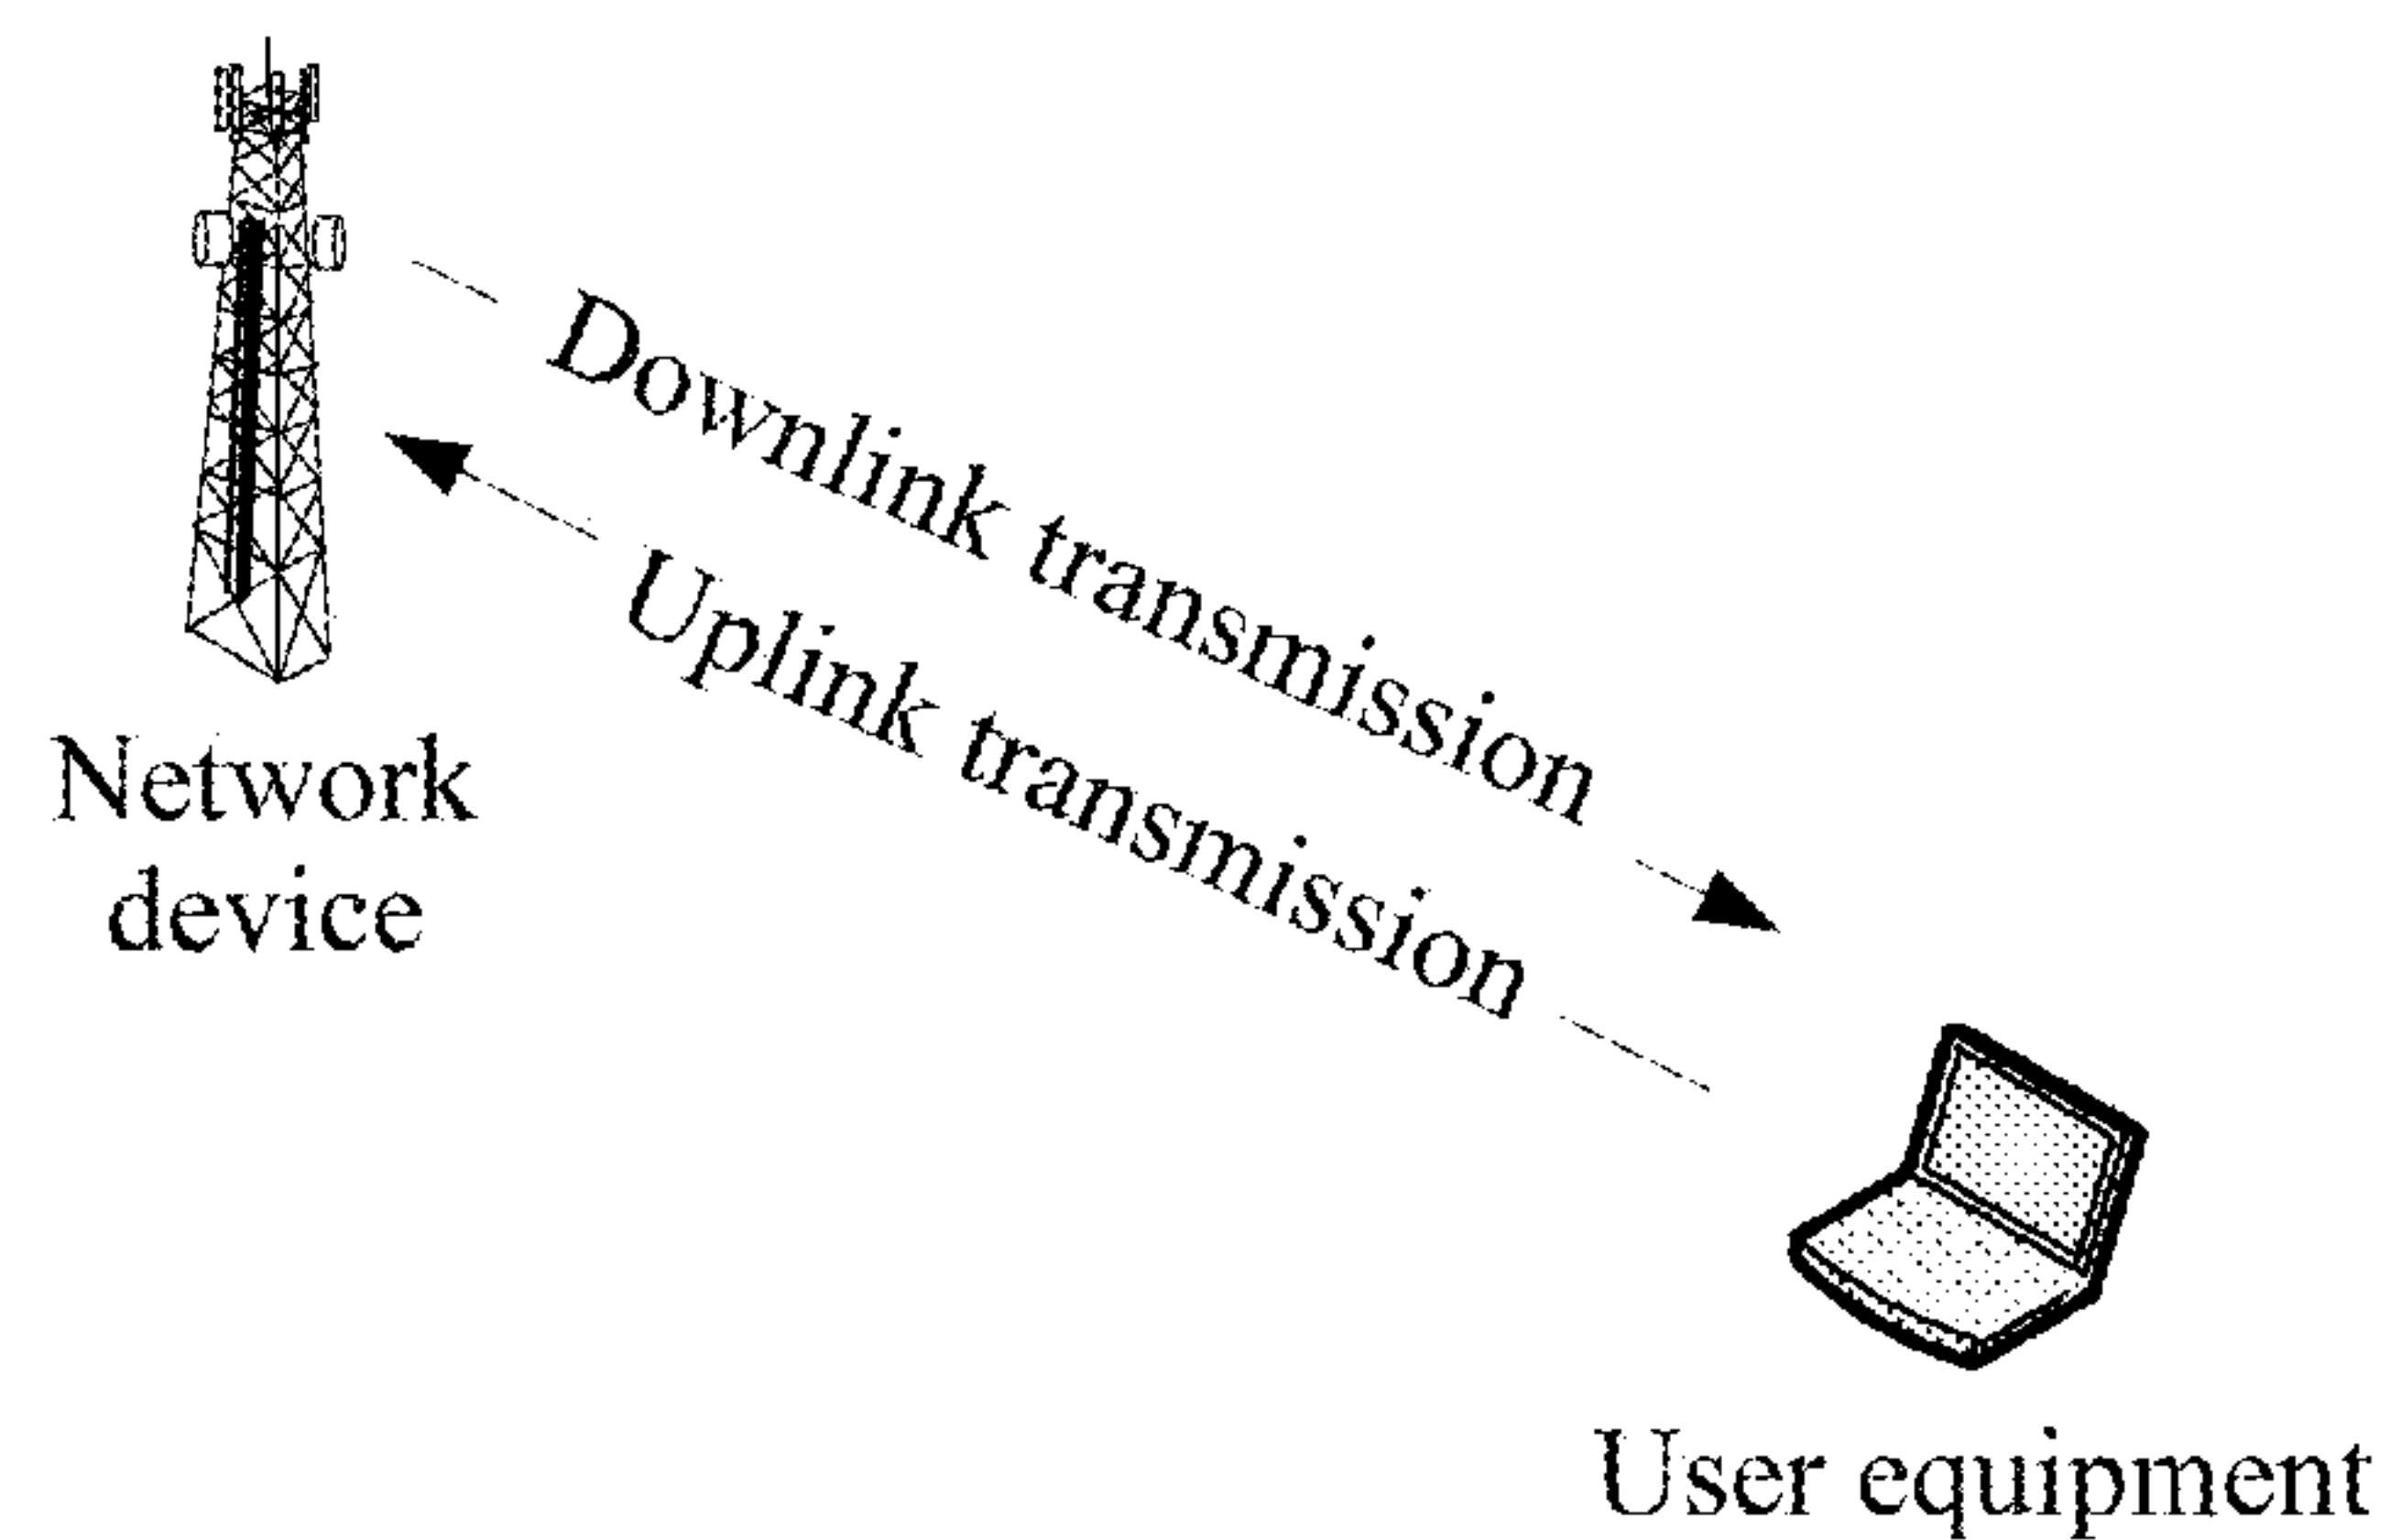 Downlink transmission
Uplink transmission
Network
device
User equipment